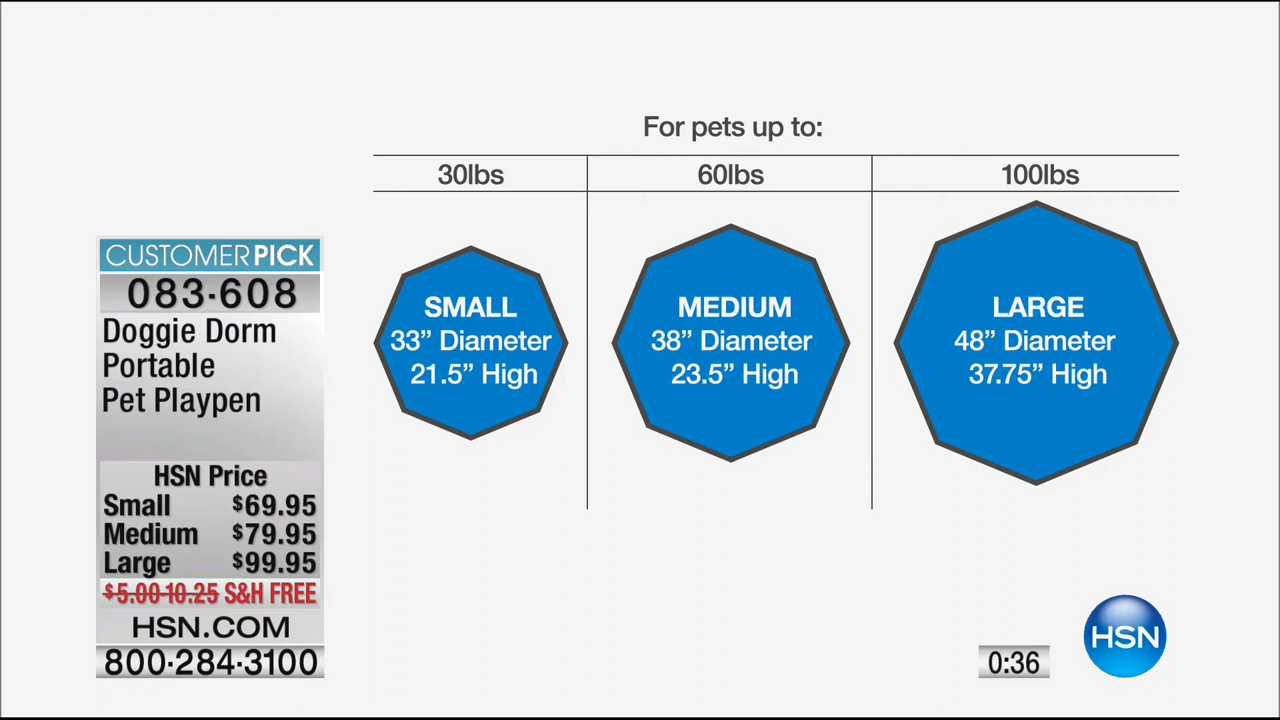 For pets up to:
30lbs 60lbs 100lbs
SMALL
33” Diameter
21.5” High
MEDIUM
38” Diameter
23.5” High
LARGE
48” Diameter
37.75” High
CUSTOMERPICK
083·608
Doggie Dorm
Portable
Pet Playpen
HSN Price
Small $69.95
Medium $79.95
Large $99.95
$5.00-10.25 S&H FREE
HSN.COM
800·284·3100
0:36
HSN